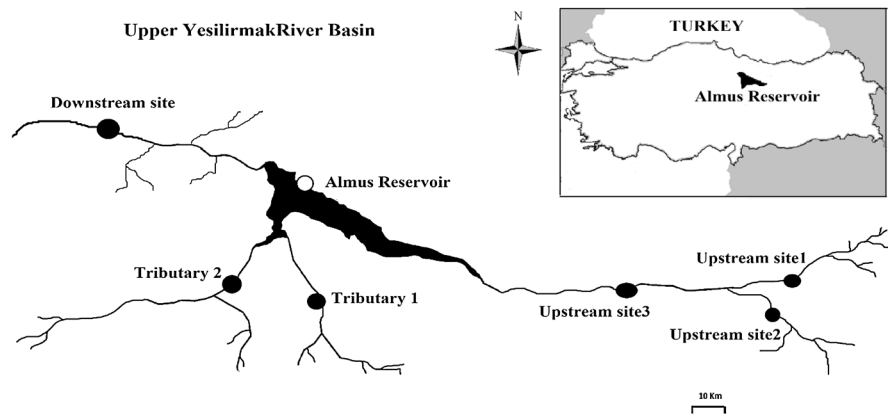 Upper YesilirmakRiver Basin
N
TURKEY
Almus Reservoir
Downstream site
Almus Reservoir
Tributary 2
Tributary 1
Upstream site1
Upstream site3
Upstream site2
10 Km